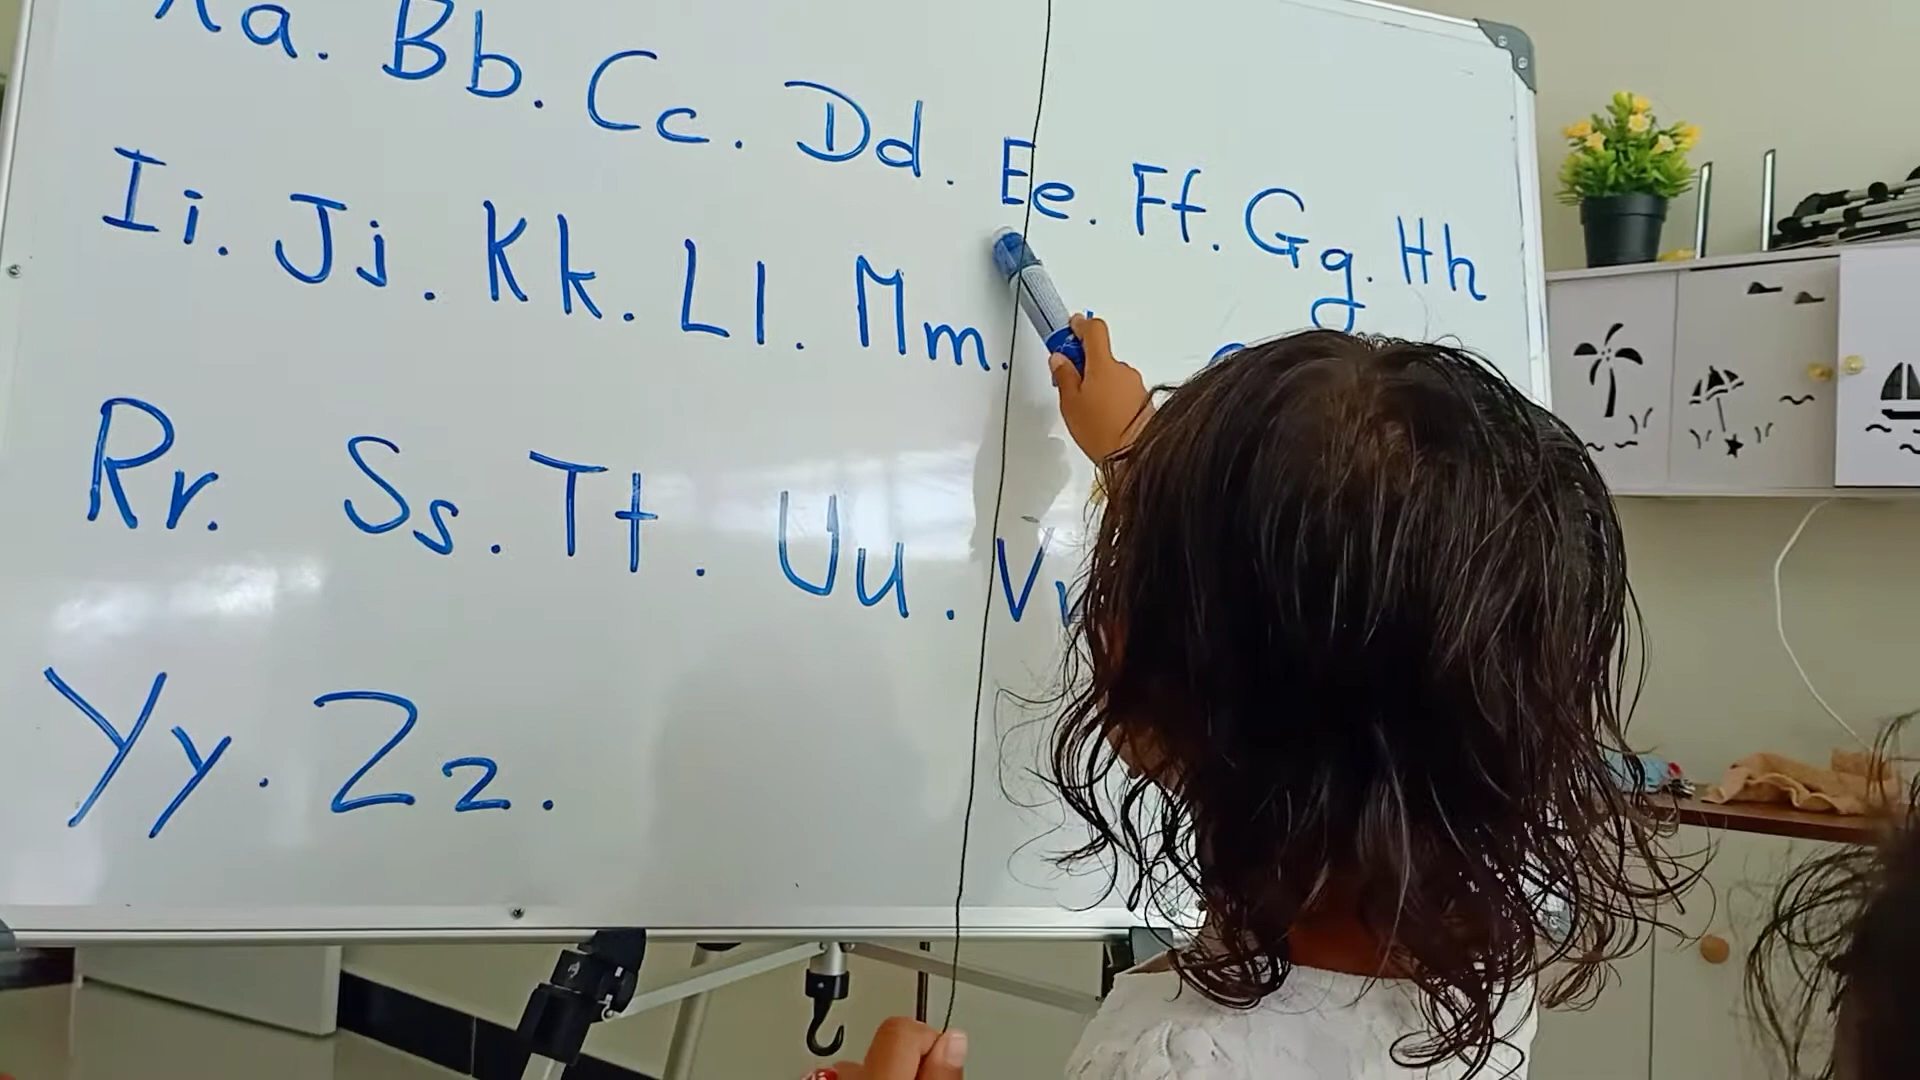 Aa. Bb. Cc. Dd. Ee. Ff. Gg. Hh
Ii. Jj. Kk. Ll. Mm.
Rr. Ss. Tt. Uu. Vv
Yy. Zz.